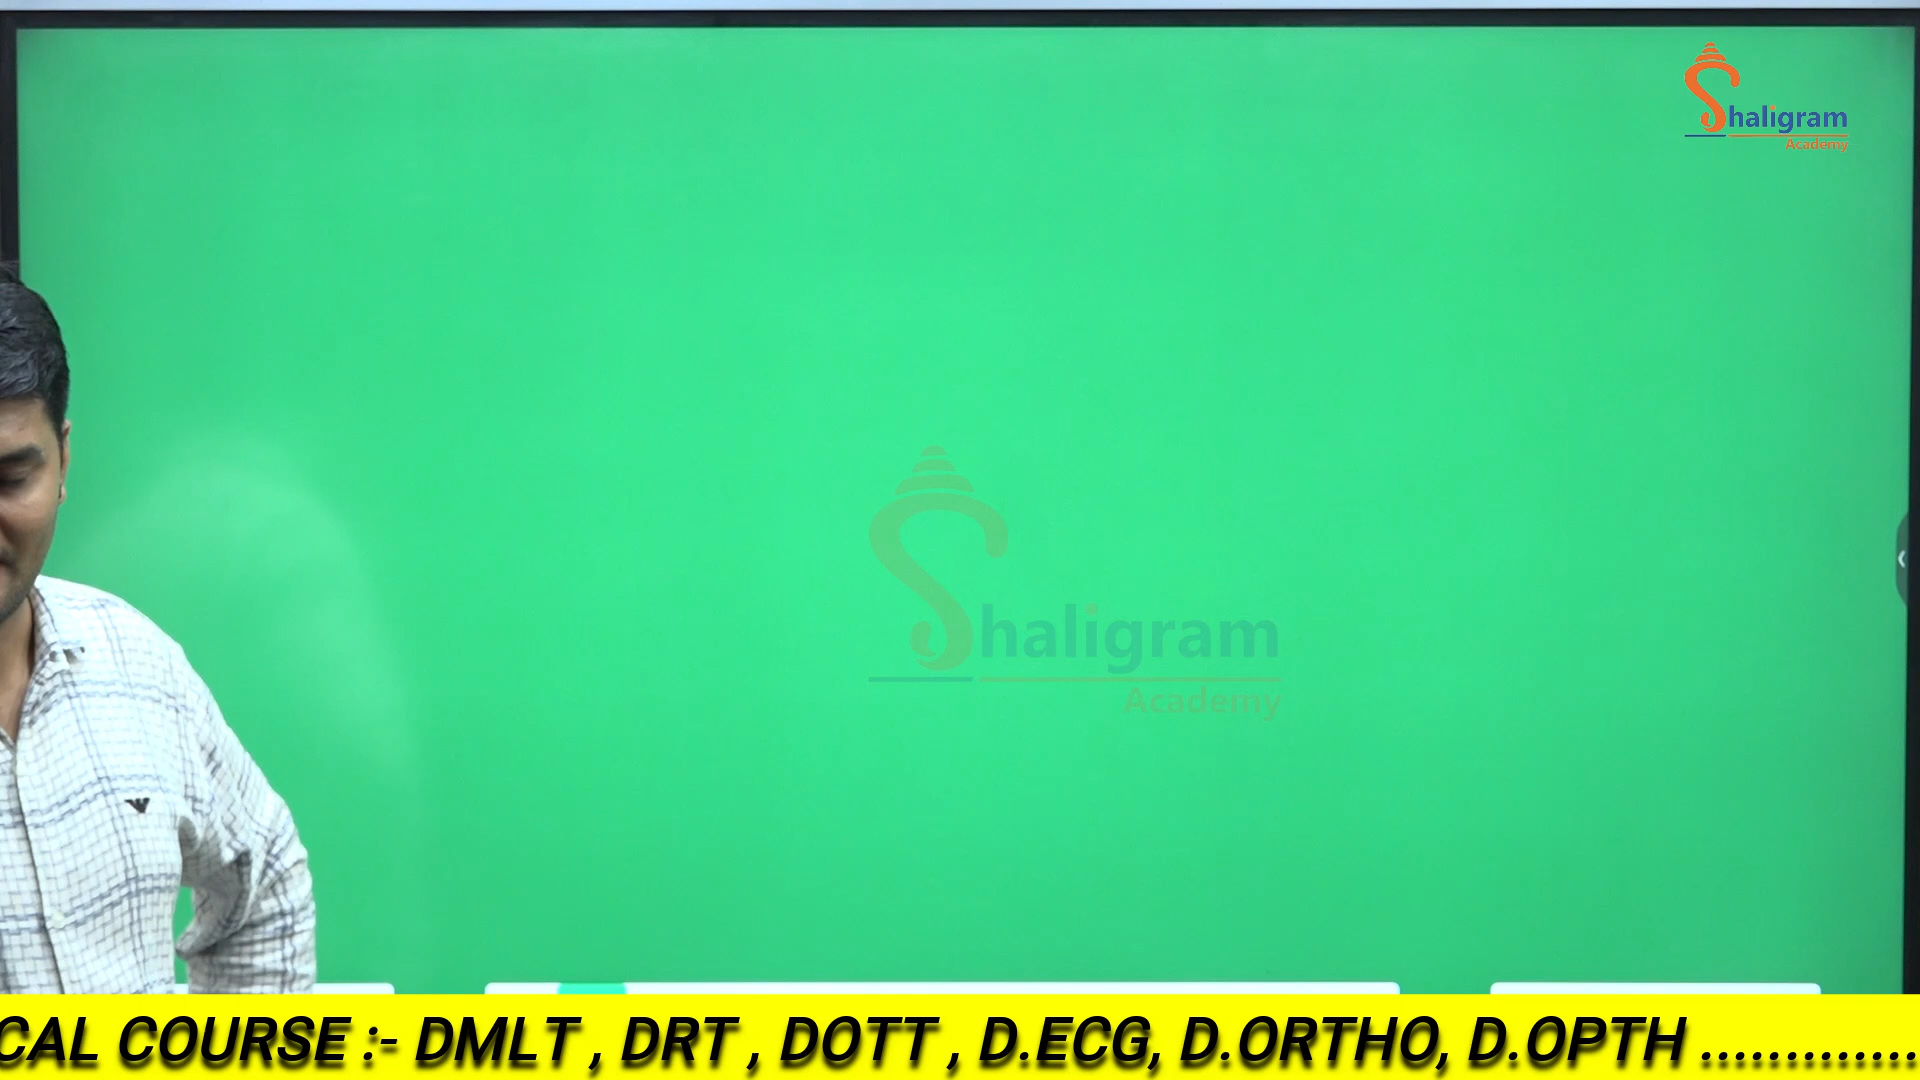 Shaligram
Academy
Shaligram
Academy
CAL COURSE :- DMLT , DRT , DOTT , D.ECG, D.ORTHO, D.OPTH .............